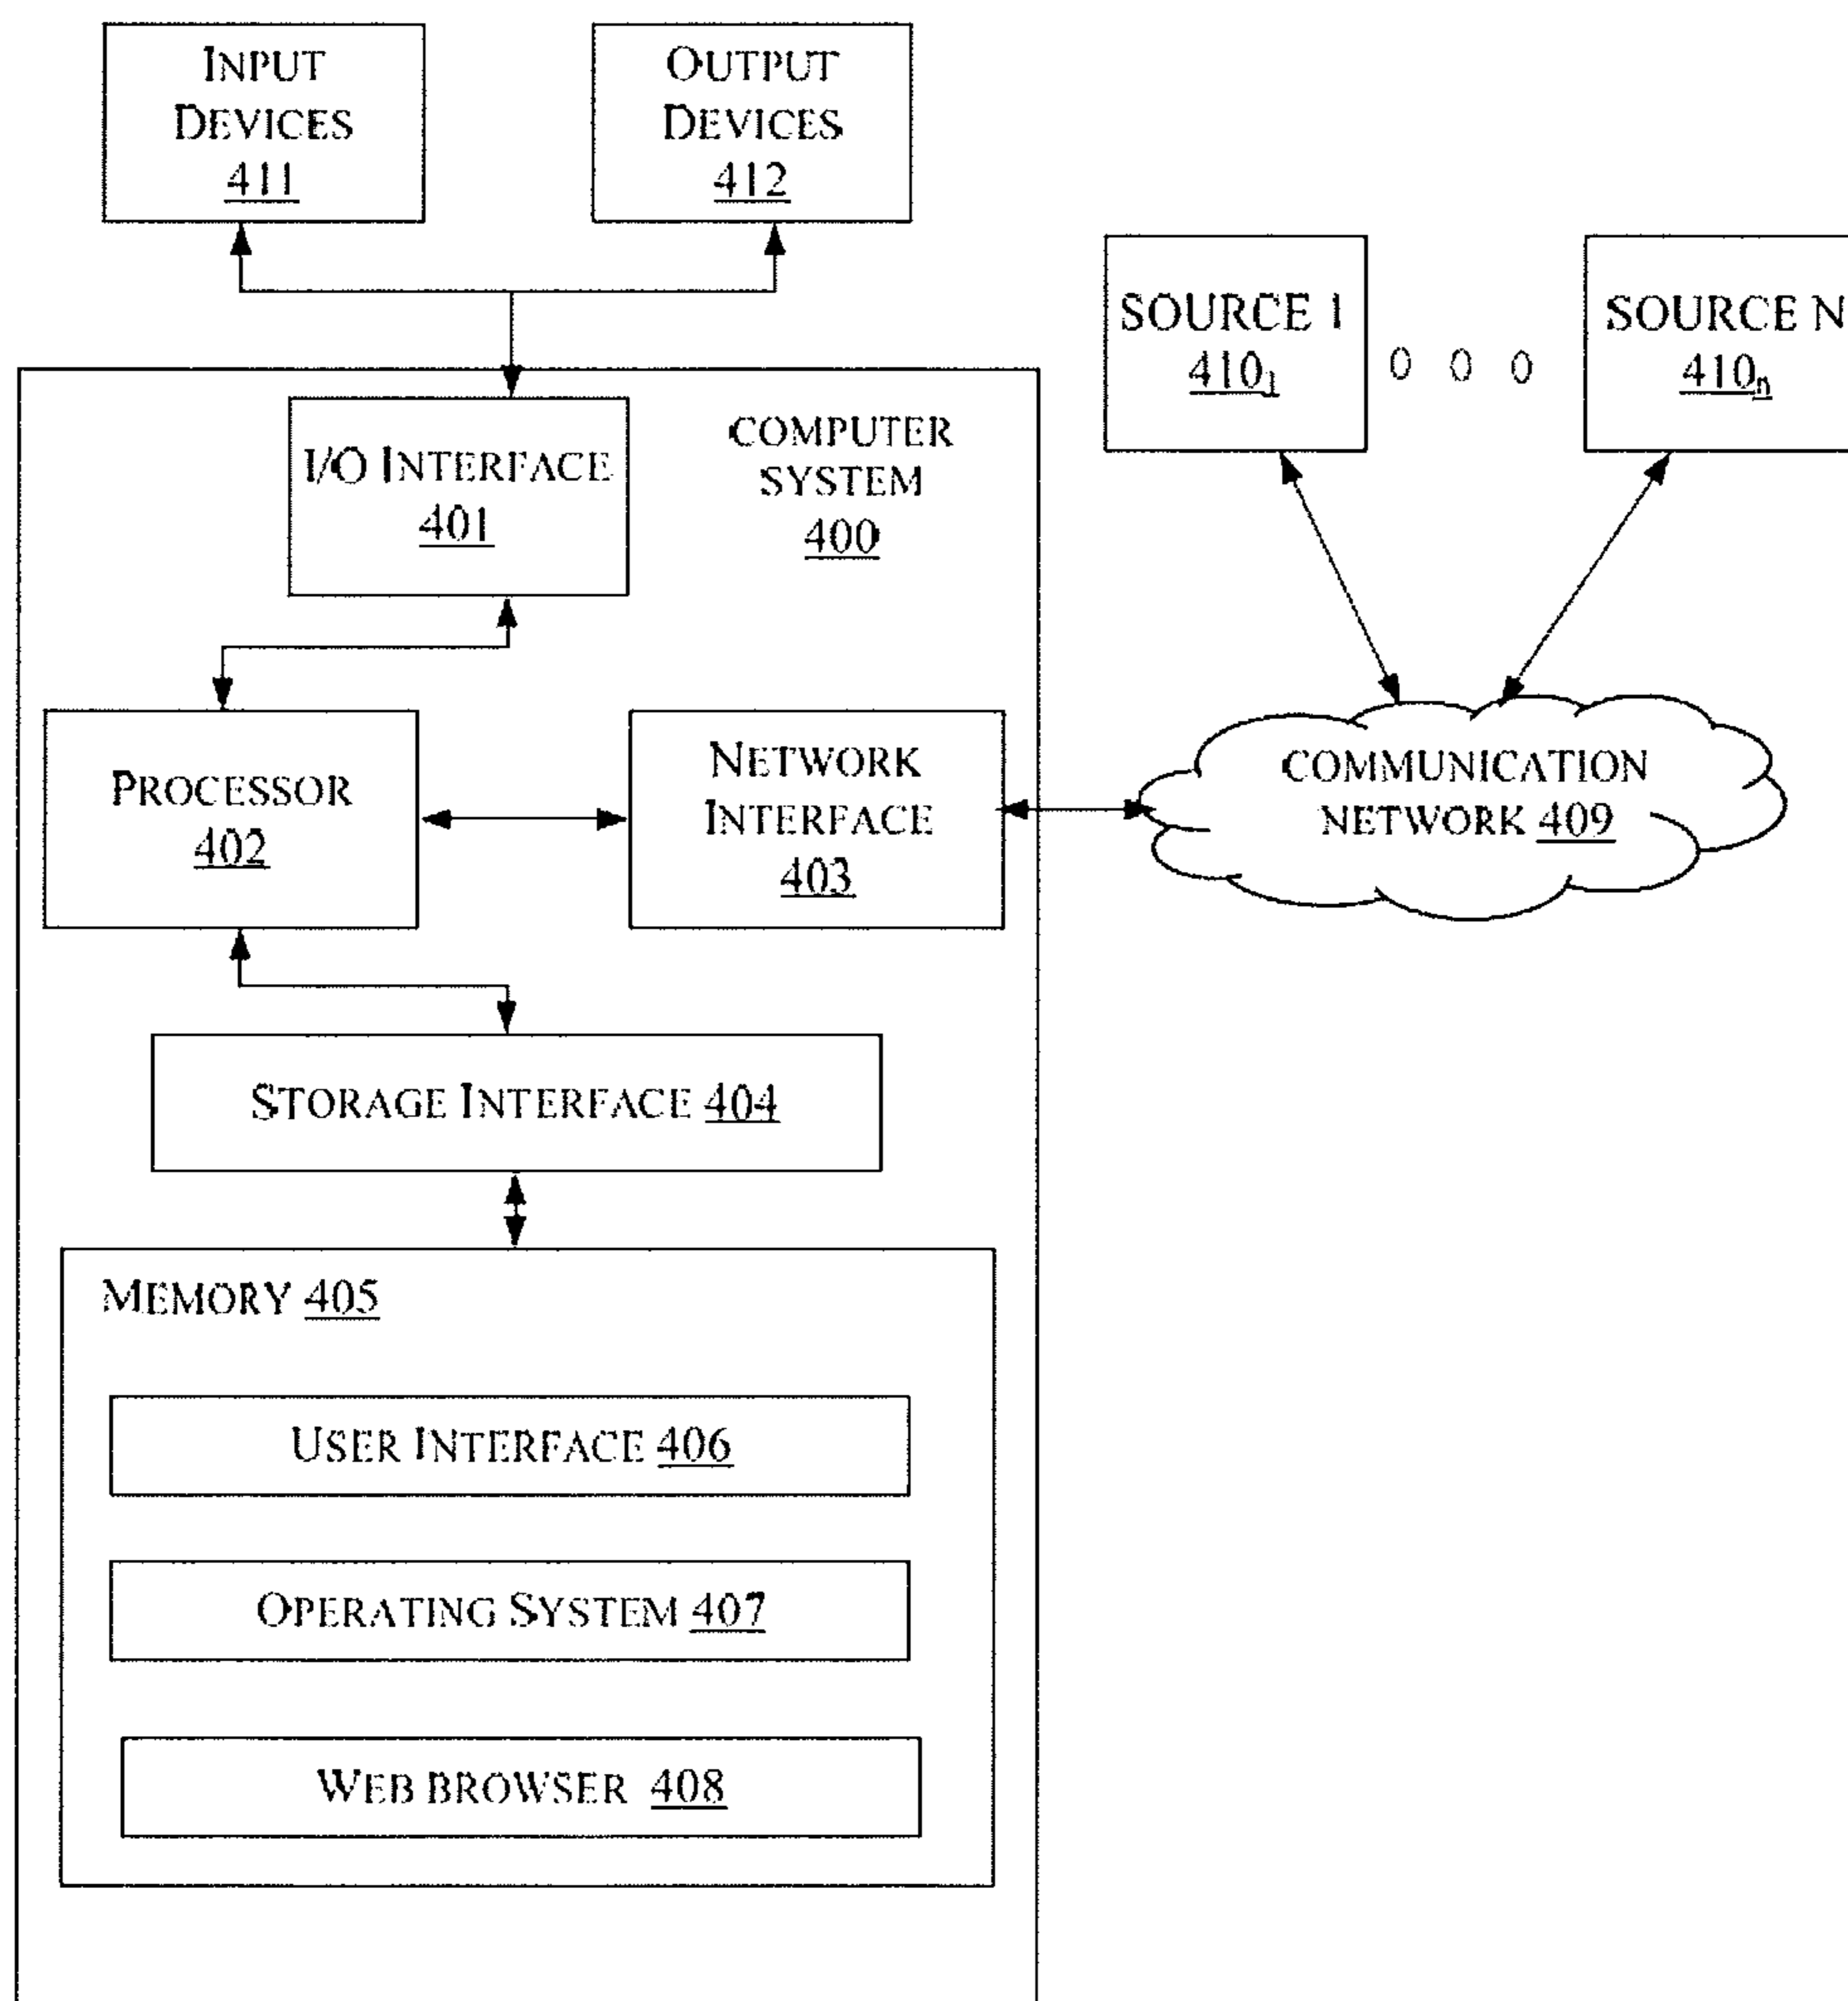 INPUT
DEVICES
411
OUTPUT
DEVICES
412
SOURCE 1
410₁
0 0 0
SOURCE N
410ₙ
COMPUTER
SYSTEM
400
I/O INTERFACE
401
PROCESSOR
402
NETWORK
INTERFACE
403
COMMUNICATION
NETWORK 409
STORAGE INTERFACE 404
MEMORY 405
USER INTERFACE 406
OPERATING SYSTEM 407
WEB BROWSER 408